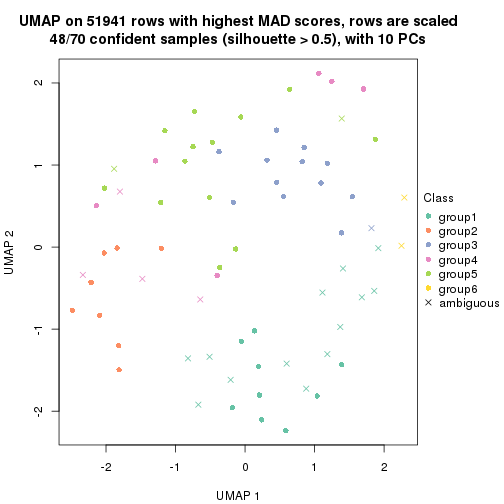 UMAP on 51941 rows with highest MAD scores, rows are scaled
48/70 confident samples (silhouette > 0.5), with 10 PCs
2
1
0
-1
-2
UMAP 2
-2
-1
0
1
2
UMAP 1
Class
group1
group2
group3
group4
group5
group6
ambiguous